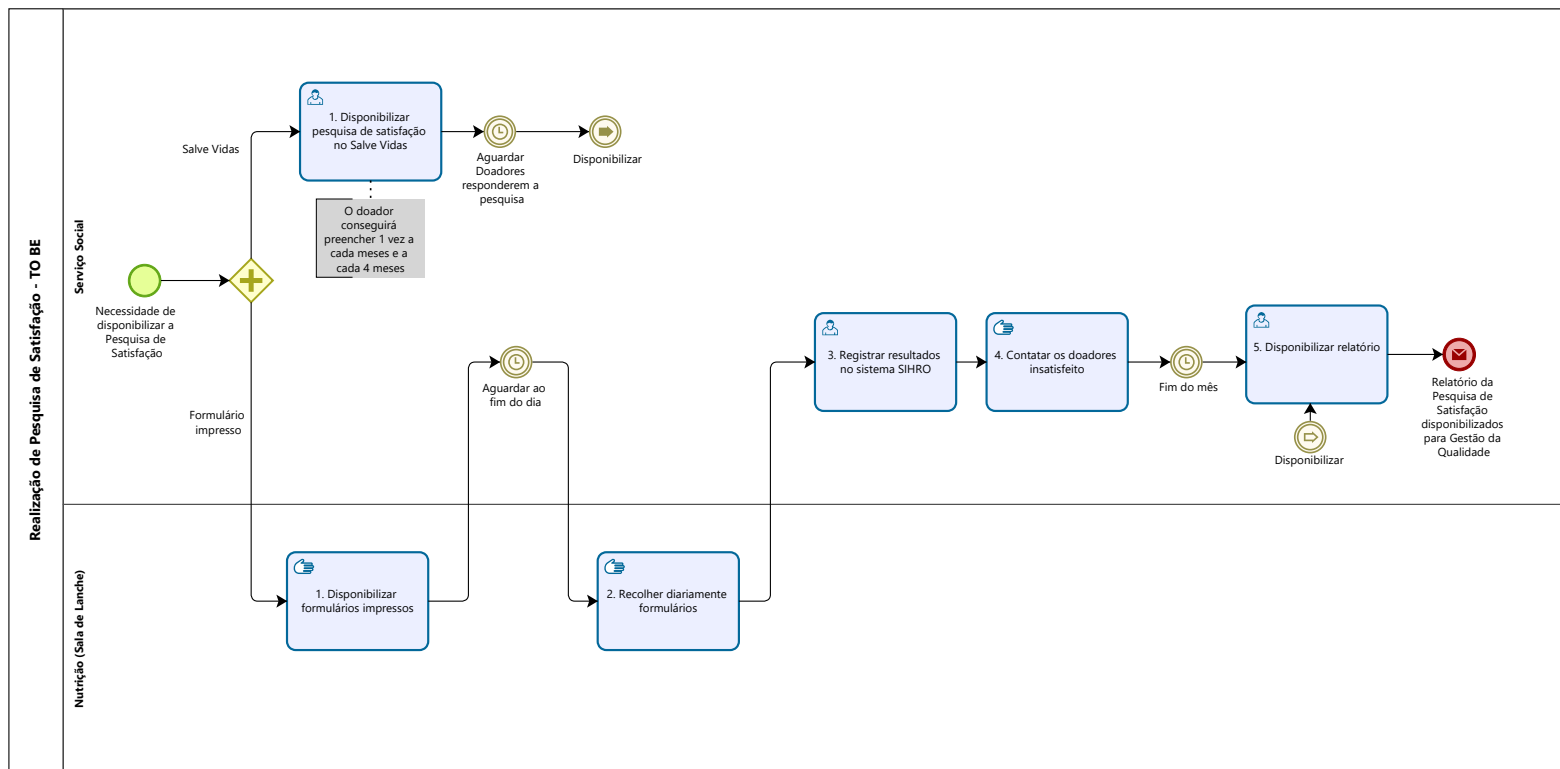 Realização de Pesquisa de Satisfação - TO BE
Serviço Social
Nutrição (Sala de Lanche)
Necessidade de
disponibilizar a
Pesquisa de
Satisfação
Salve Vidas
Formulário
impresso
1. Disponibilizar
pesquisa de satisfação
no Salve Vidas
O doador
conseguirá
preencher 1 vez a
cada meses e a
cada 4 meses
Aguardar
Doadores
responderem a
pesquisa
Disponibilizar
1. Disponibilizar
formulários impressos
Aguardar ao
fim do dia
2. Recolher diariamente
formulários
3. Registrar resultados
no sistema SIHRO
4. Contatar os doadores
insatisfeito
Fim do mês
5. Disponibilizar relatório
Disponibilizar
Relatório da
Pesquisa de
Satisfação
disponibilizados
para Gestão da
Qualidade